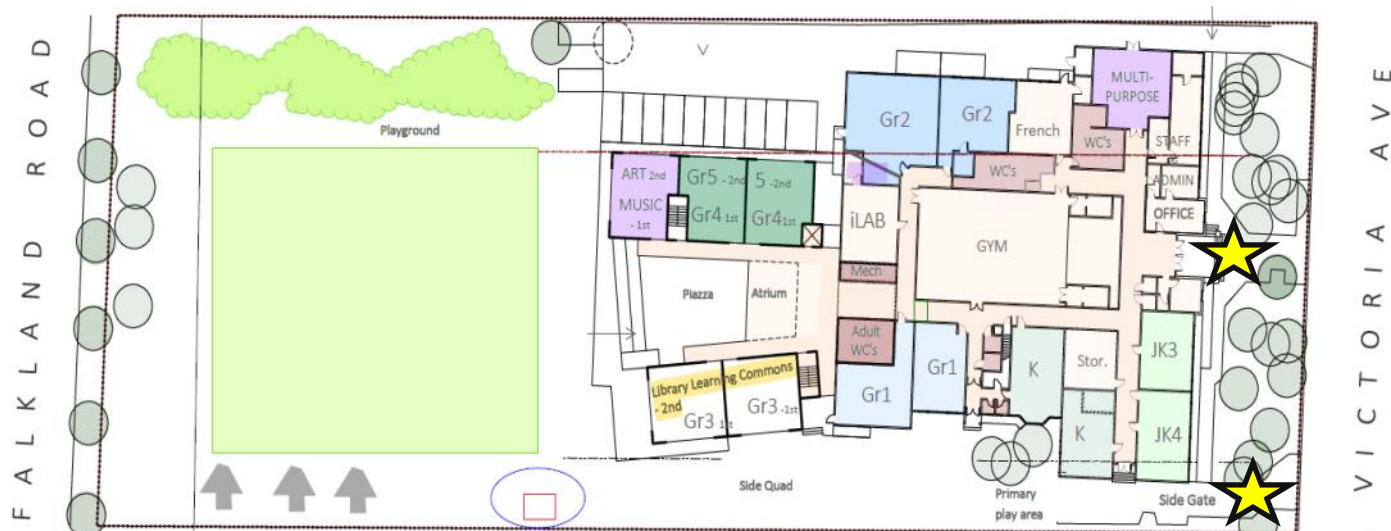 FALKLAND ROAD
Playground
ART 2nd
MUSIC
- 1st
Gr5 - 2nd
Gr4 1st
5 - 2nd
Gr4 1st
Piazza
Atrium
Library Learning Commons
- 2nd
Gr3 1st
Gr3 - 1st
Side Quad
Gr2
Gr2
French
WC's
WC's
MULTI-
PURPOSE
STAFF
ADMIN
OFFICE
iLAB
GYM
Mech
Adult
WC's
Gr1
Gr1
K
Stor.
K
JK3
JK4
Primary
play area
Side Gate
VICTORIA AVE